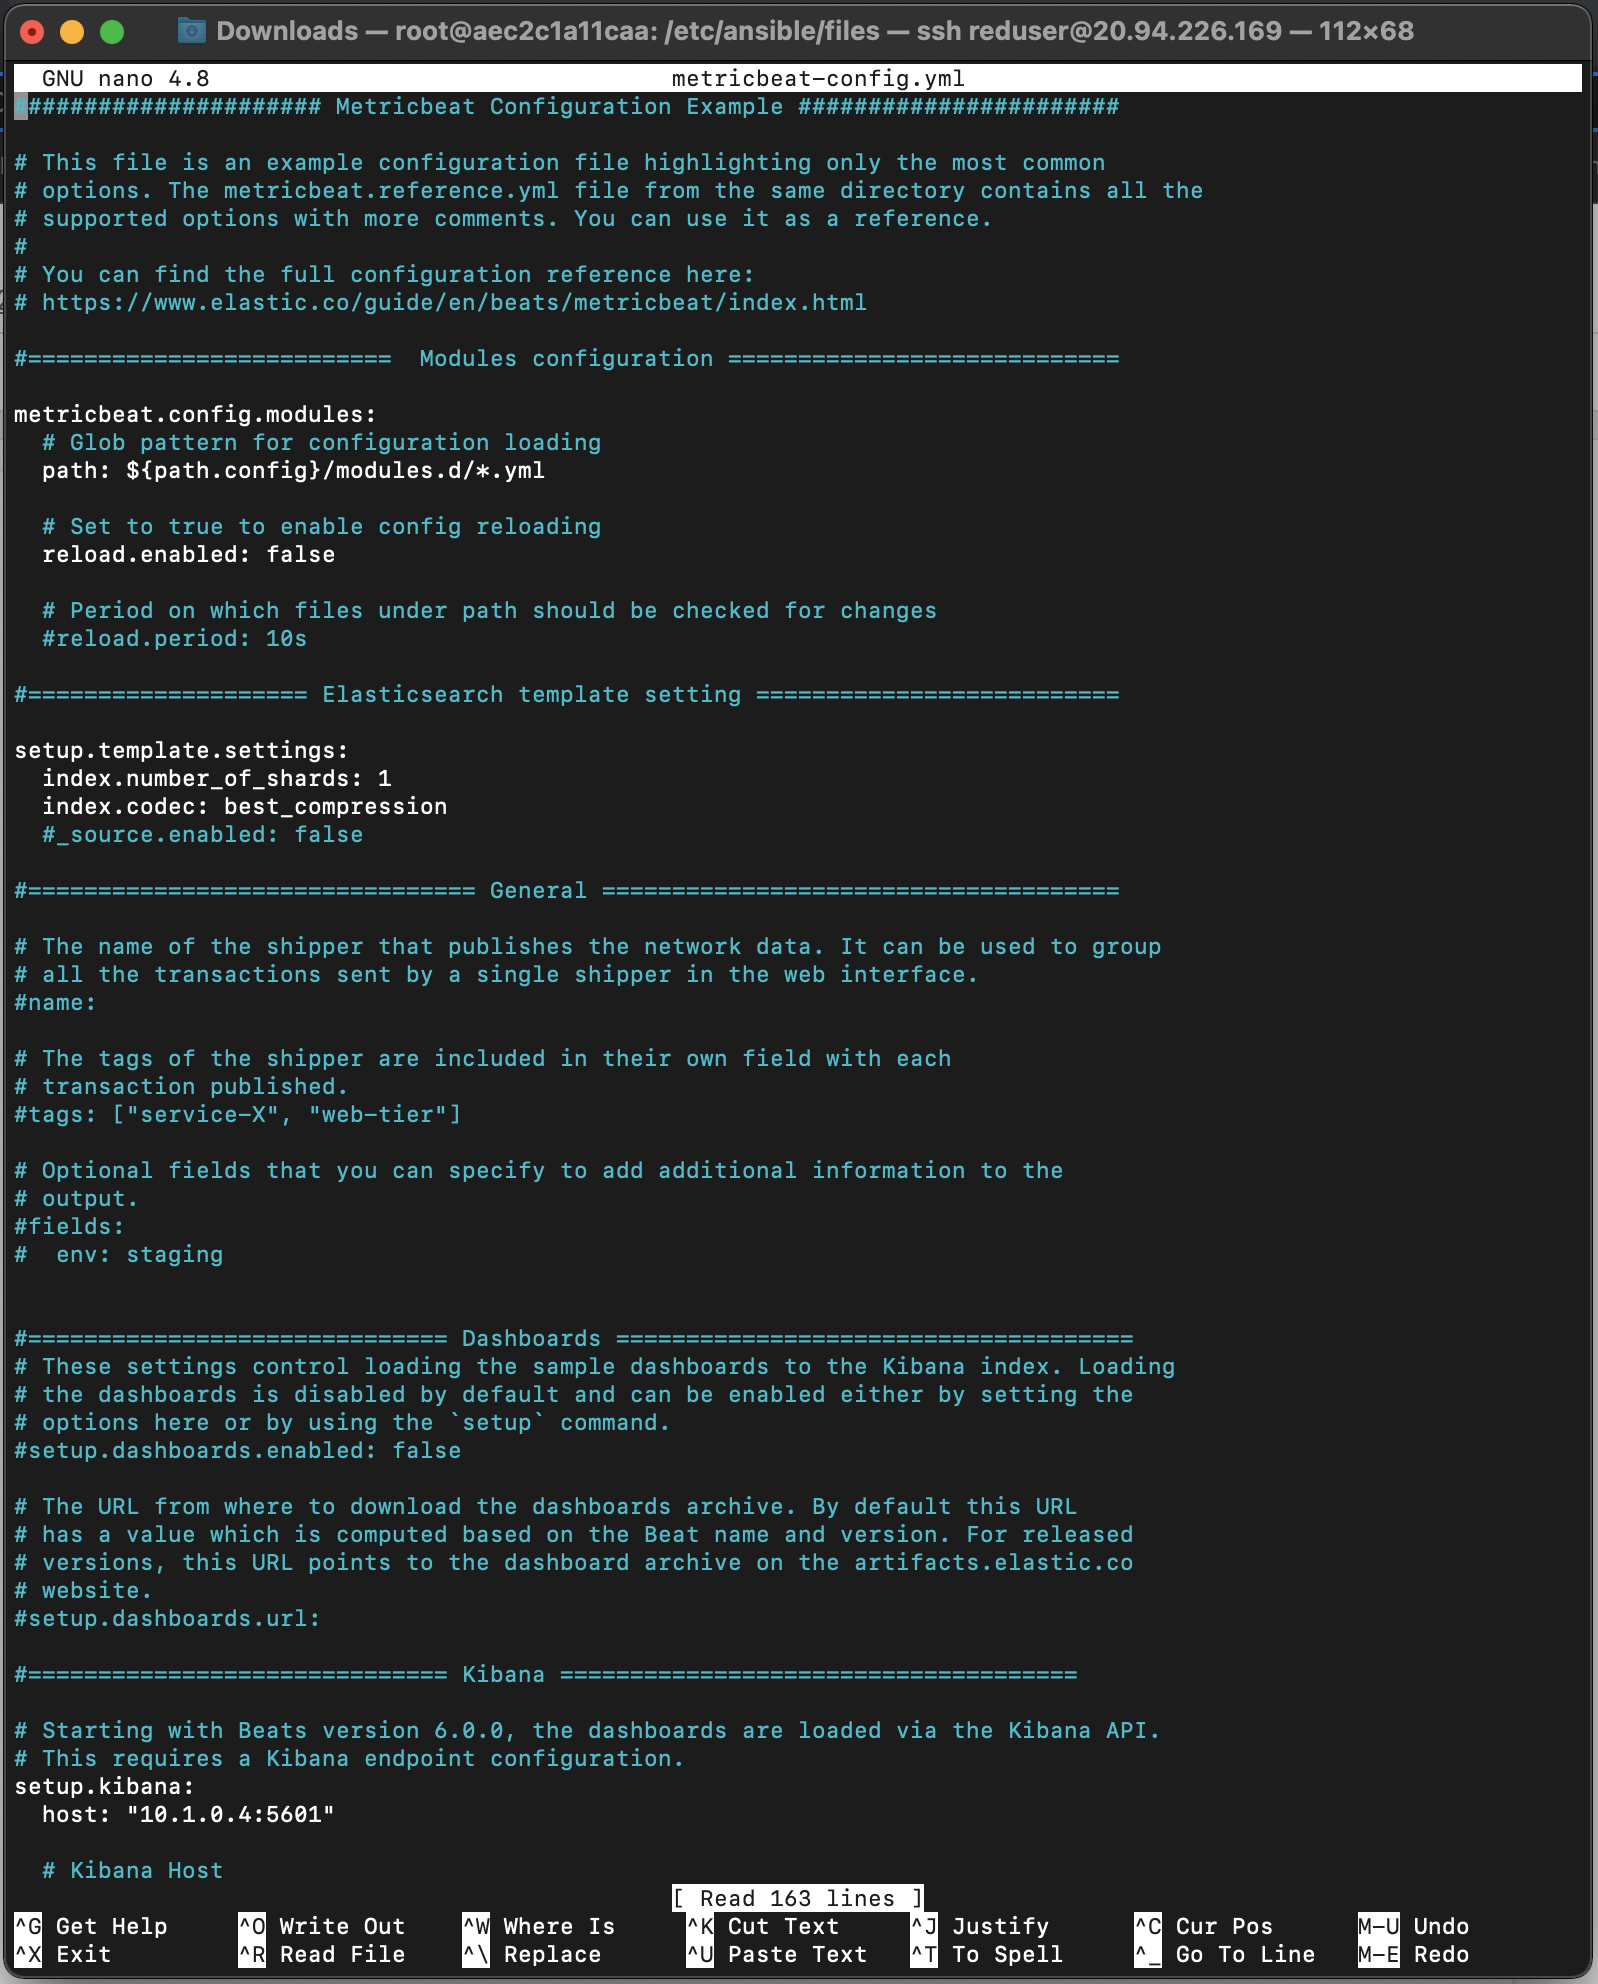 Downloads — root@aec2c1a11caa: /etc/ansible/files — ssh reduser@20.94.226.169 — 112×68
GNU nano 4.8 metricbeat-config.yml
###################### Metricbeat Configuration Example #######################
# This file is an example configuration file highlighting only the most common
# options. The metricbeat.reference.yml file from the same directory contains all the
# supported options with more comments. You can use it as a reference.
#
# You can find the full configuration reference here:
# https://www.elastic.co/guide/en/beats/metricbeat/index.html
#==========================  Modules configuration ============================
metricbeat.config.modules:
  # Glob pattern for configuration loading
  path: ${path.config}/modules.d/*.yml
  # Set to true to enable config reloading
  reload.enabled: false
  # Period on which files under path should be checked for changes
  #reload.period: 10s
#==================== Elasticsearch template setting ==========================
setup.template.settings:
  index.number_of_shards: 1
  index.codec: best_compression
  #_source.enabled: false
#================================ General =====================================
# The name of the shipper that publishes the network data. It can be used to group
# all the transactions sent by a single shipper in the web interface.
#name:
# The tags of the shipper are included in their own field with each
# transaction published.
#tags: ["service-X", "web-tier"]
# Optional fields that you can specify to add additional information to the
# output.
#fields:
#  env: staging
#============================== Dashboards =====================================
# These settings control loading the sample dashboards to the Kibana index. Loading
# the dashboards is disabled by default and can be enabled either by setting the
# options here or by using the `setup` command.
#setup.dashboards.enabled: false
# The URL from where to download the dashboards archive. By default this URL
# has a value which is computed based on the Beat name and version. For released
# versions, this URL points to the dashboard archive on the artifacts.elastic.co
# website.
#setup.dashboards.url:
#============================== Kibana =====================================
# Starting with Beats version 6.0.0, the dashboards are loaded via the Kibana API.
# This requires a Kibana endpoint configuration.
setup.kibana:
  host: "10.1.0.4:5601"
  # Kibana Host
[ Read 163 lines ]
^G Get Help ^O Write Out ^W Where Is ^K Cut Text ^J Justify ^C Cur Pos M-U Undo
^X Exit ^R Read File ^\ Replace ^U Paste Text ^T To Spell ^_ Go To Line M-E Redo